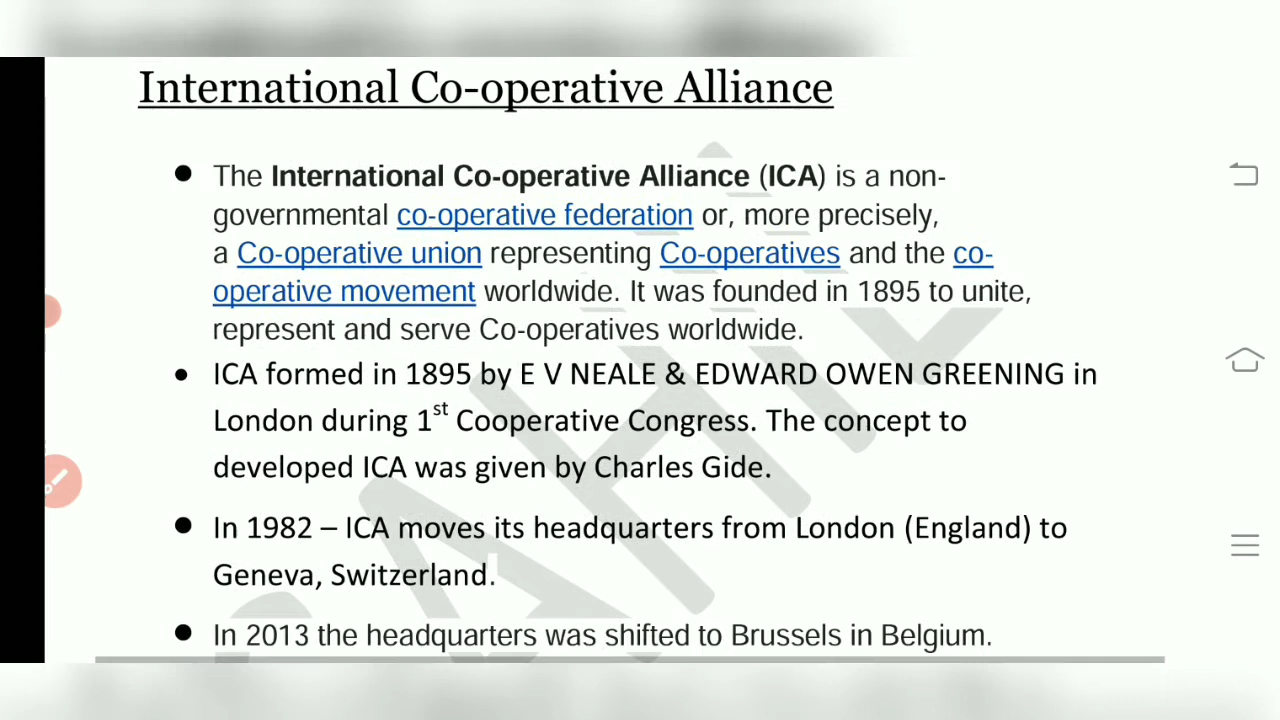 International Co-operative Alliance
● The International Co-operative Alliance (ICA) is a non-
governmental co-operative federation or, more precisely,
a Co-operative union representing Co-operatives and the co-
operative movement worldwide. It was founded in 1895 to unite,
represent and serve Co-operatives worldwide.
● ICA formed in 1895 by E V NEALE & EDWARD OWEN GREENING in
London during 1st Cooperative Congress. The concept to
developed ICA was given by Charles Gide.
● In 1982 – ICA moves its headquarters from London (England) to
Geneva, Switzerland.
● In 2013 the headquarters was shifted to Brussels in Belgium.